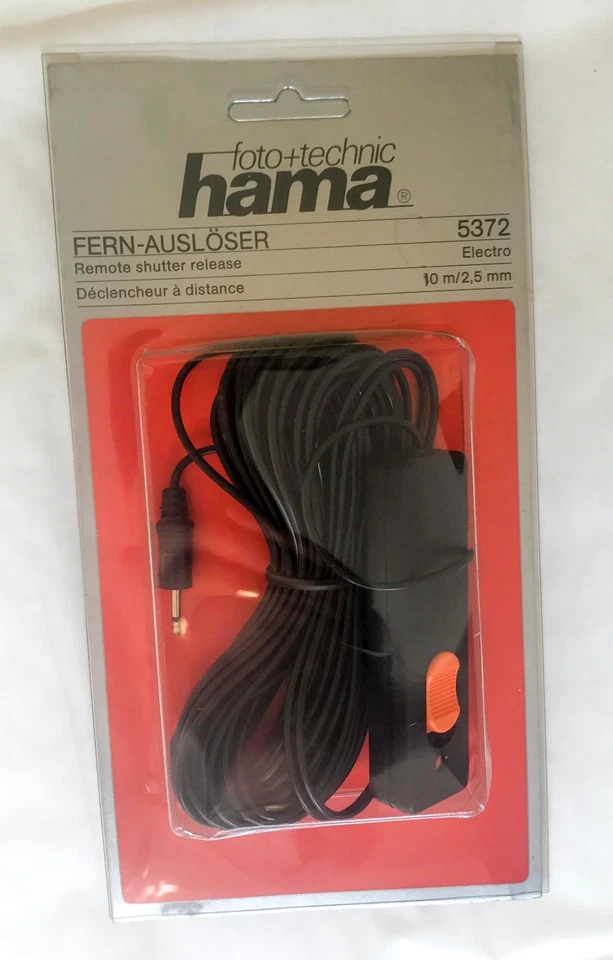 foto+technic
hama®
FERN-AUSLÖSER 5372
Remote shutter release Electro
Déclencheur à distance 10 m/2,5 mm